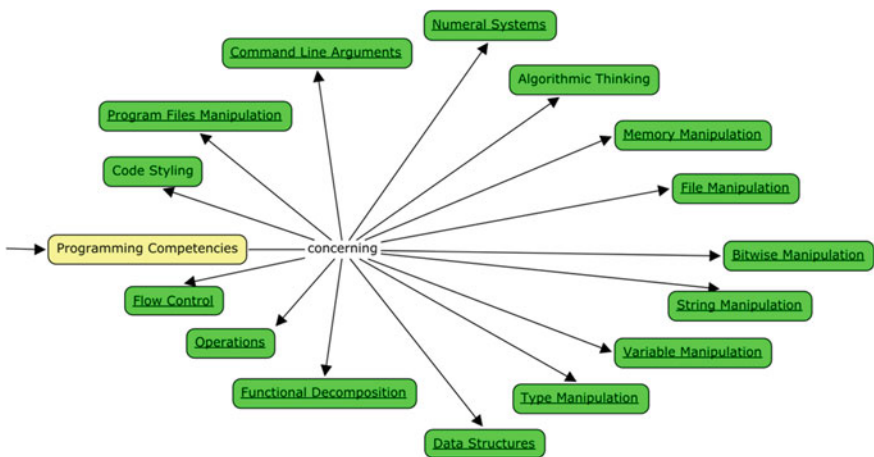 Numeral Systems
Command Line Arguments
Algorithmic Thinking
Program Files Manipulation
Memory Manipulation
Code Styling
File Manipulation
Programming Competencies
concerning
Bitwise Manipulation
Flow Control
String Manipulation
Operations
Variable Manipulation
Functional Decomposition
Type Manipulation
Data Structures